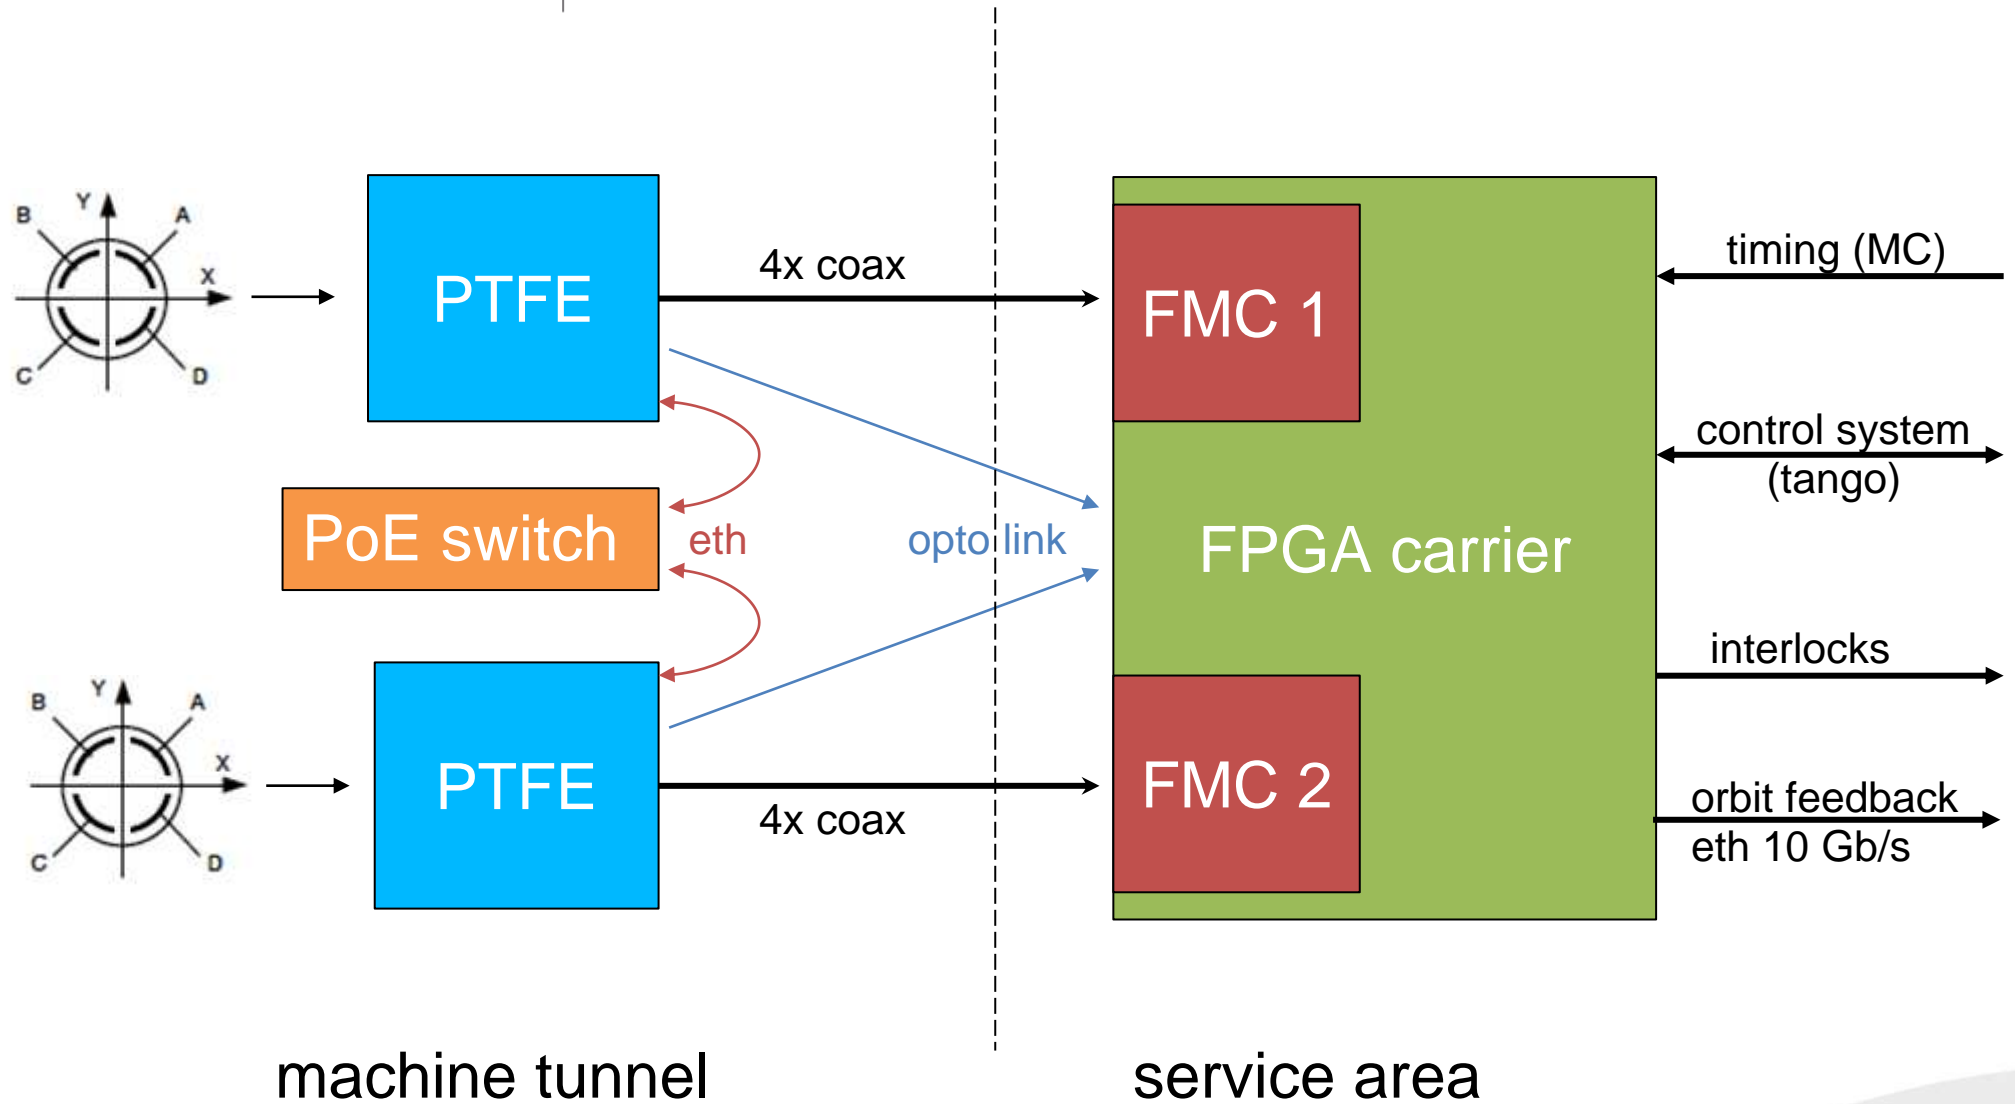 B
Y
A
X
C
D
PTFE
4x coax
FMC 1
timing (MC)
control system
(tango)
PoE switch
eth
opto link
FPGA carrier
interlocks
B
Y
A
X
C
D
PTFE
4x coax
FMC 2
orbit feedback
eth 10 Gb/s
machine tunnel
service area